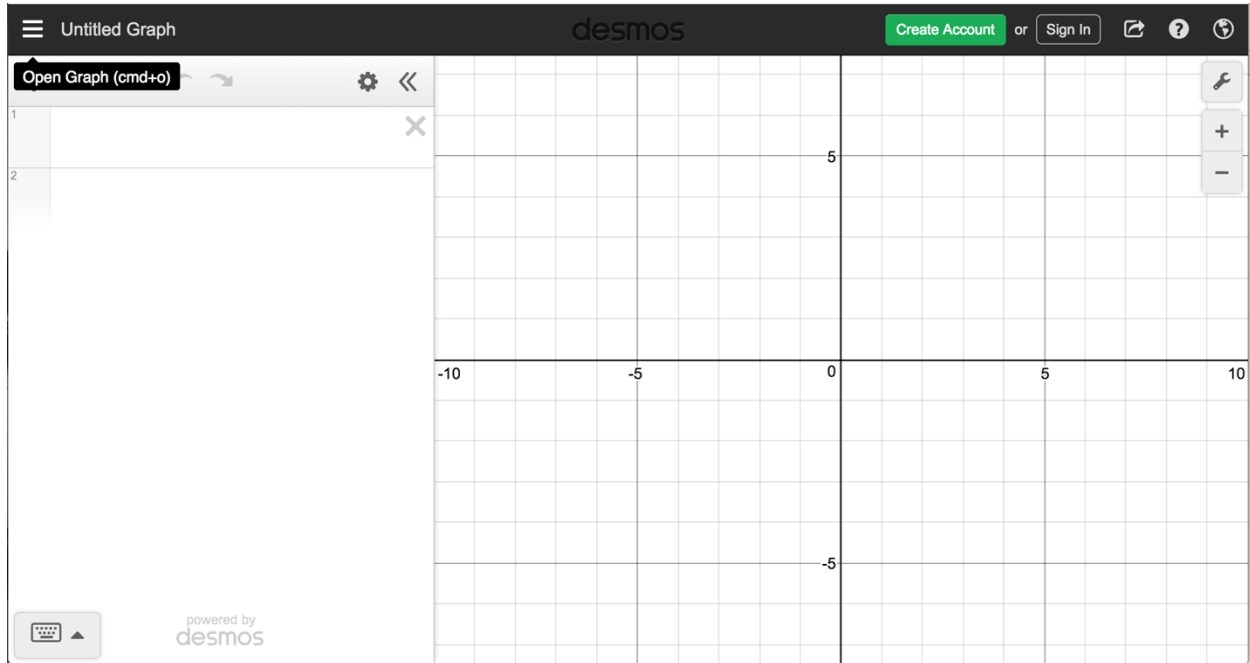 Untitled Graph
desmos
Create Account or Sign In
Open Graph (cmd+o)
1
2
5
-10 -5 0 5 10
-5
powered by
desmos